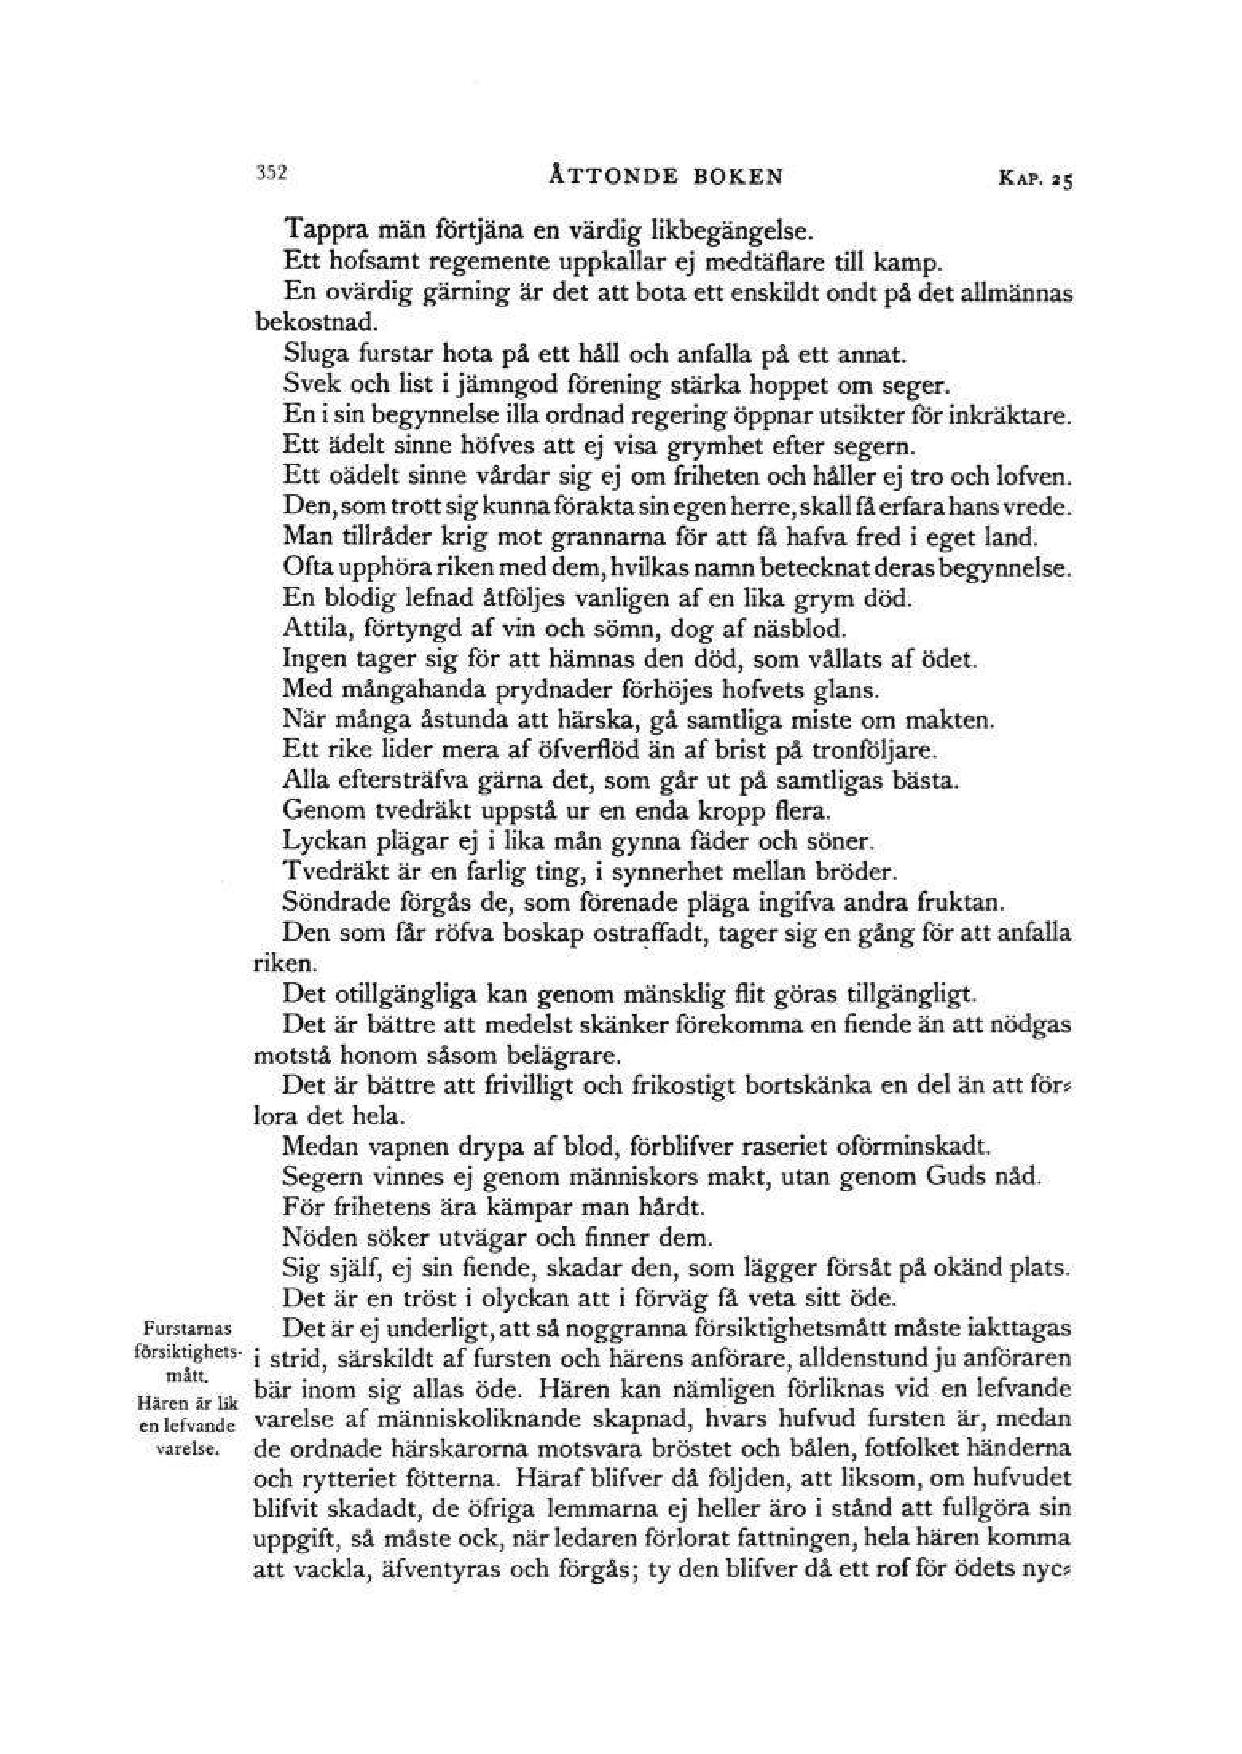 352
ÅTTONDE BOKEN
KAP. 25
Tappra män förtjäna en värdig likbegängelse.
Ett hofsamt regemente uppkallar ej medtäflare till kamp.
En ovärdig gärning är det att bota ett enskildt ondt på det allmännas
bekostnad.
Sluga furstar hota på ett håll och anfalla på ett annat.
Svek och list i jämngod förening stärka hoppet om seger.
En i sin begynnelse illa ordnad regering öppnar utsikter för inkräktare.
Ett ädelt sinne höfves att ej visa grymhet efter segern.
Ett oädelt sinne vårdar sig ej om friheten och håller ej tro och lofven.
Den, som trott sig kunna förakta sin egen herre, skall få erfara hans vrede.
Man tillråder krig mot grannarna för att få hafva fred i eget land.
Ofta upphöra riken med dem, hvilkas namn betecknat deras begynnelse.
En blodig lefnad åtföljes vanligen af en lika grym död.
Attila, förtyngd af vin och sömn, dog af näsblod.
Ingen tager sig för att hämnas den död, som vållats af ödet.
Med mångahanda prydnader förhöjes hofvets glans.
När många åstunda att härska, gå samtliga miste om makten.
Ett rike lider mera af öfverflöd än af brist på tronföljare.
Alla eftersträfva gärna det, som går ut på samtligas bästa.
Genom tvedräkt uppstå ur en enda kropp flera.
Lyckan plägar ej i lika mån gynna fäder och söner.
Tvedräkt är en farlig ting, i synnerhet mellan bröder.
Söndrade förgås de, som förenade pläga ingifva andra fruktan.
Den som får röfva boskap ostraffadt, tager sig en gång för att anfalla
riken.
Det otillgängliga kan genom mänsklig flit göras tillgängligt.
Det är bättre att medelst skänker förekomma en fiende än att nödgas
motstå honom såsom belägrare.
Det är bättre att frivilligt och frikostigt bortskänka en del än att för-
lora det hela.
Medan vapnen drypa af blod, förblifver raseriet oförminskadt.
Segern vinnes ej genom människors makt, utan genom Guds nåd.
För frihetens ära kämpar man hårdt.
Nöden söker utvägar och finner dem.
Sig själf, ej sin fiende, skadar den, som lägger försåt på okänd plats.
Det är en tröst i olyckan att i förväg få veta sitt öde.
Furstarnas
försiktighets-
mått.
Hären är lik
en lefvande
varelse.
Det är ej underligt, att så noggranna försiktighetsmått måste iakttagas
i strid, särskildt af fursten och härens anförare, alldenstund ju anföraren
bär inom sig allas öde. Hären kan nämligen förliknas vid en lefvande
varelse af människoliknande skapnad, hvars hufvud fursten är, medan
de ordnade härskarorna motsvara bröstet och bålen, fotfolket händerna
och rytteriet fötterna. Häraf blifver då följden, att liksom, om hufvudet
blifvit skadadt, de öfriga lemmarna ej heller äro i stånd att fullgöra sin
uppgift, så måste ock, när ledaren förlorat fattningen, hela hären komma
att vackla, äfventyras och förgås; ty den blifver då ett rof för ödets nyc-